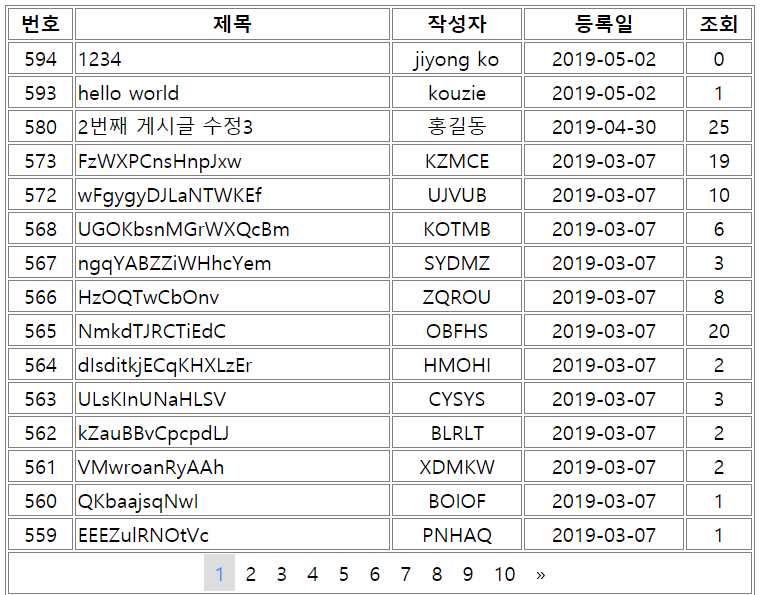 번호 제목 작성자 등록일 조회
594 1234 jiyong ko 2019-05-02 0
593 hello world kouzie 2019-05-02 1
580 2번째 게시글 수정3 홍길동 2019-04-30 25
573 FzWXPCnsHnpJxw KZMCE 2019-03-07 19
572 wFgygyDJLaNTWKEf UJVUB 2019-03-07 10
568 UGOKbsnMGrWXQcBm KOTMB 2019-03-07 6
567 ngqYABZZiWHhcYem SYDMZ 2019-03-07 3
566 HzOQTwCbOnv ZQROU 2019-03-07 8
565 NmkdTJRCTiEdC OBFHS 2019-03-07 20
564 dIsditkjECqKHXLzEr HMOHI 2019-03-07 2
563 ULsKInUNaHLSV CYSYS 2019-03-07 3
562 kZauBBvCpcpdLJ BLRLT 2019-03-07 2
561 VMwroanRyAAh XDMKW 2019-03-07 2
560 QKbaajsqNwI BOIOF 2019-03-07 1
559 EEEZulRNOtVc PNHAQ 2019-03-07 1
1 2 3 4 5 6 7 8 9 10 »